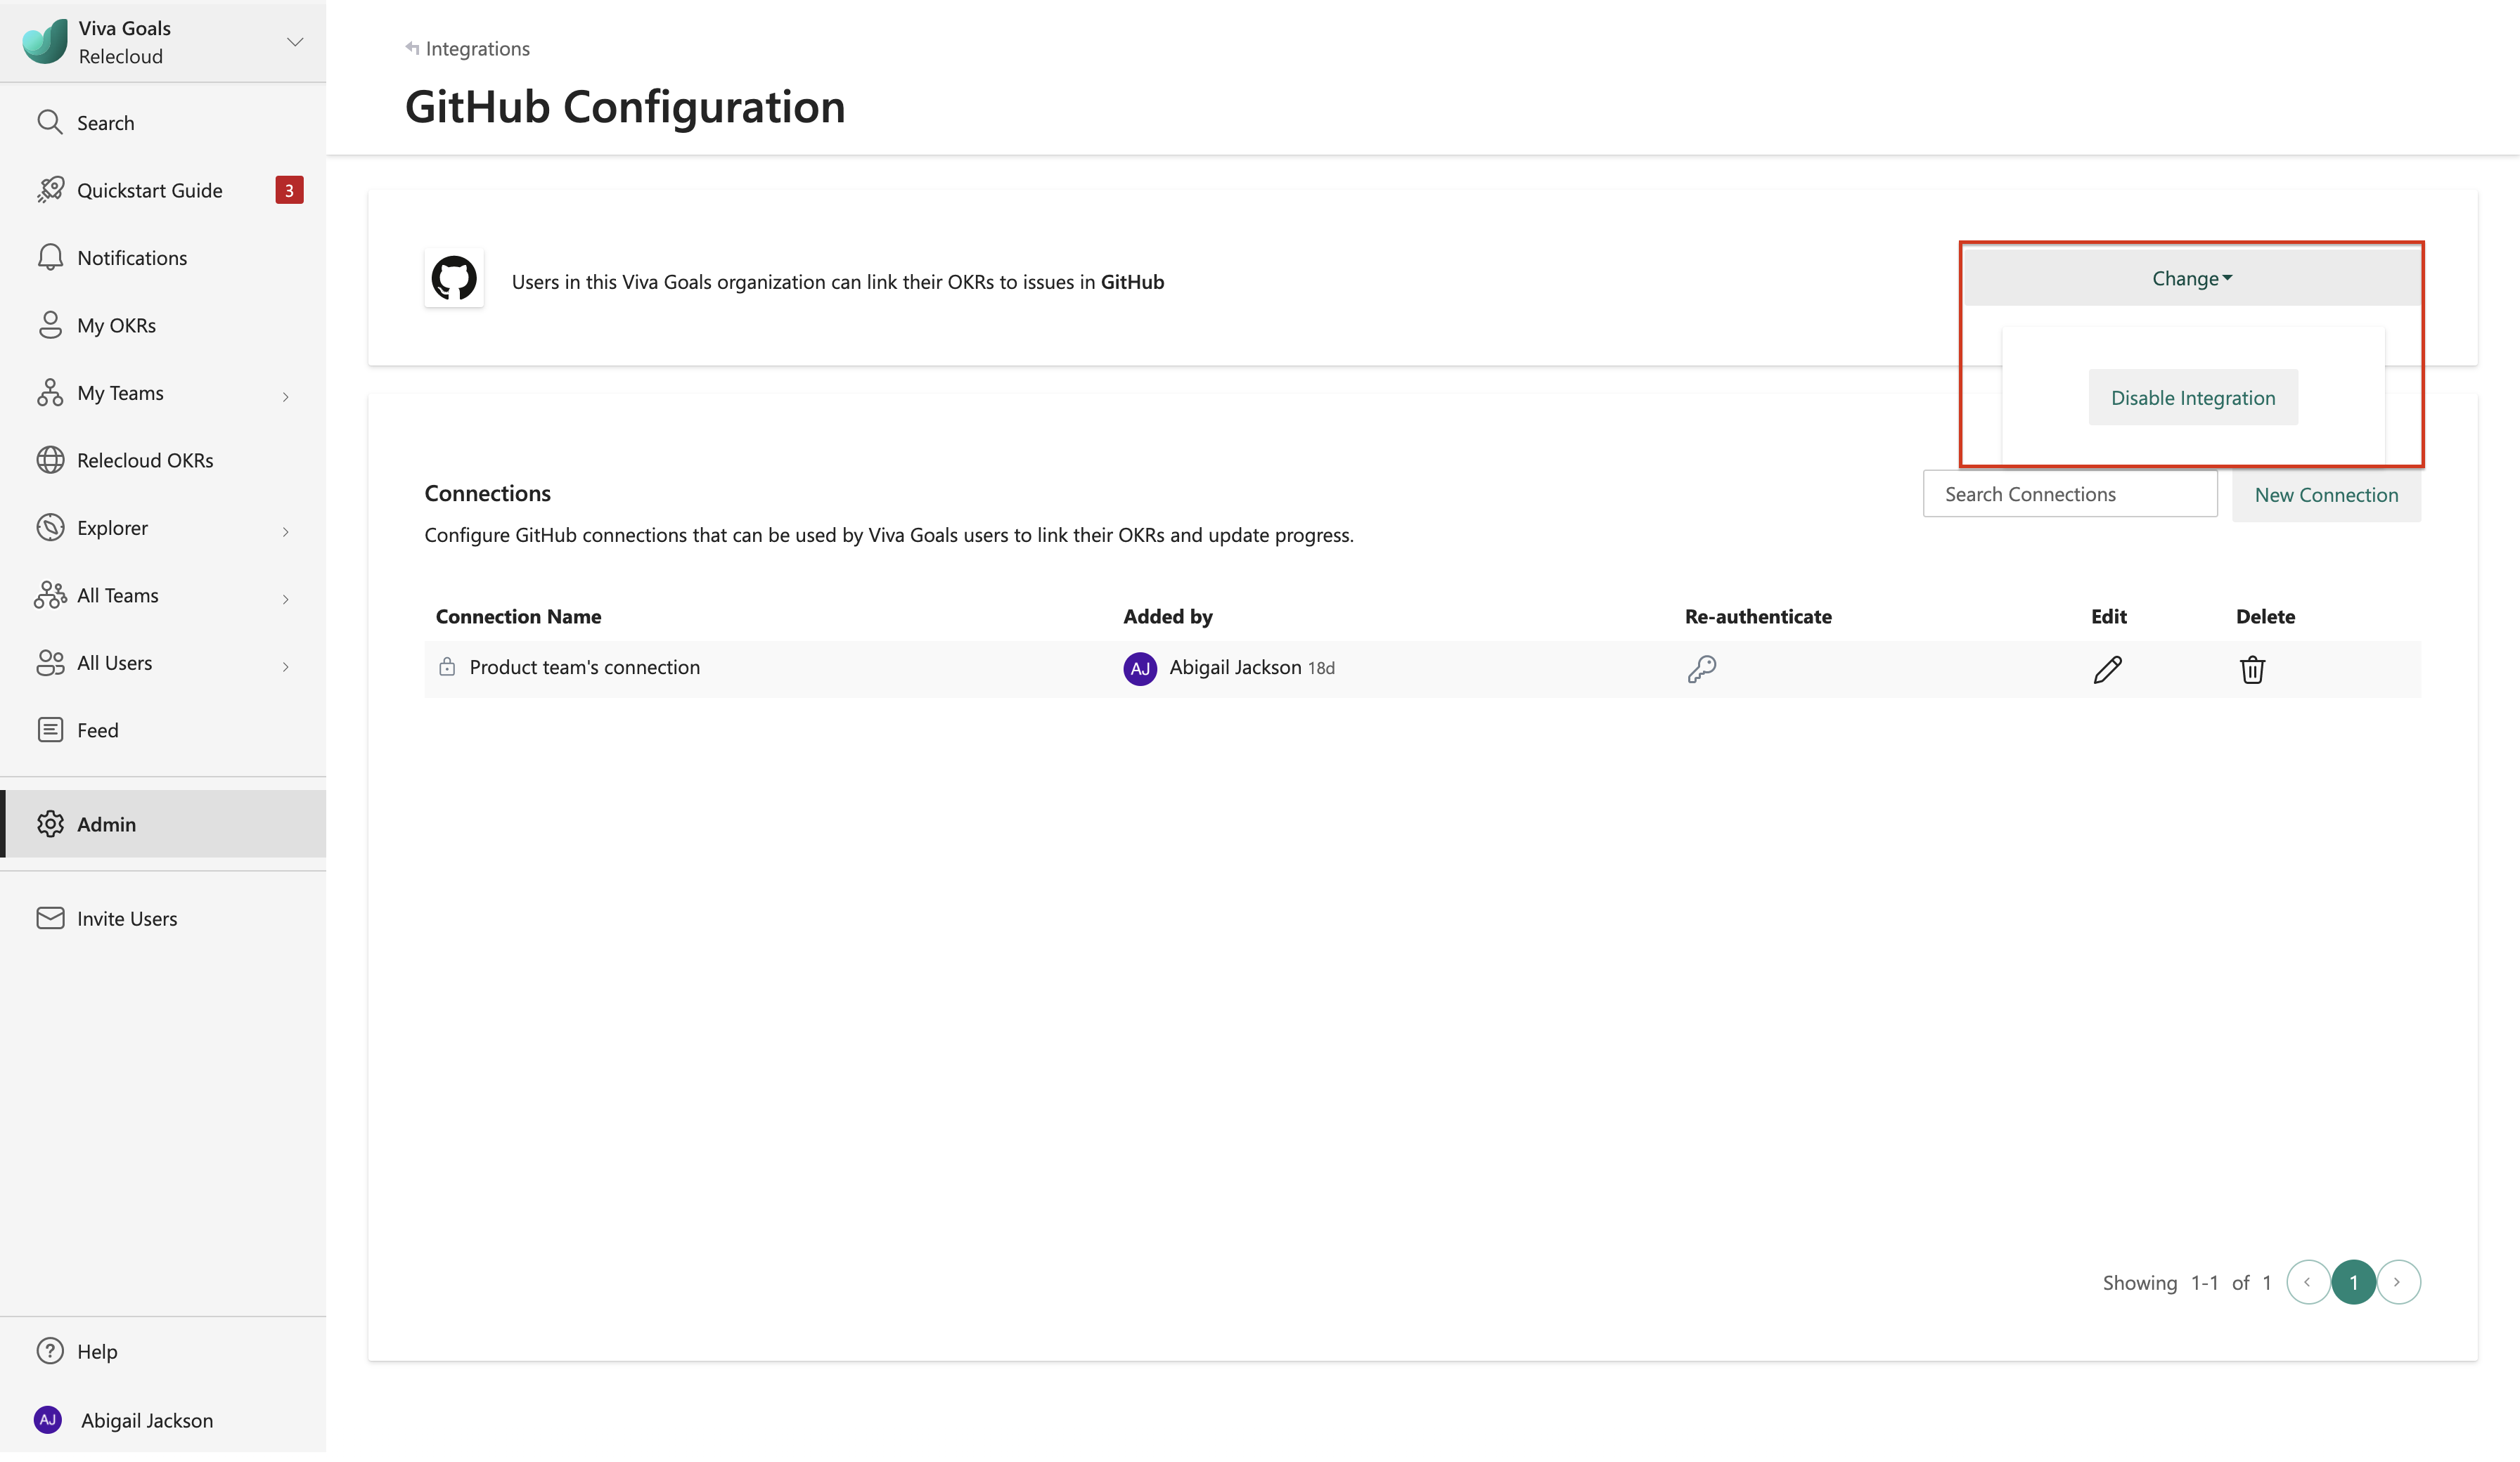 Viva Goals
Relecloud
Search
Quickstart Guide 3
Notifications
My OKRs
My Teams
Relecloud OKRs
Explorer
All Teams
All Users
Feed
Admin
Invite Users
Help
AJ Abigail Jackson
Integrations
GitHub Configuration
Users in this Viva Goals organization can link their OKRs to issues in GitHub
Change
Disable Integration
Connections
Search Connections
New Connection
Configure GitHub connections that can be used by Viva Goals users to link their OKRs and update progress.
Connection Name Added by Re-authenticate Edit Delete
Product team's connection AJ Abigail Jackson 18d
Showing 1-1 of 1 1